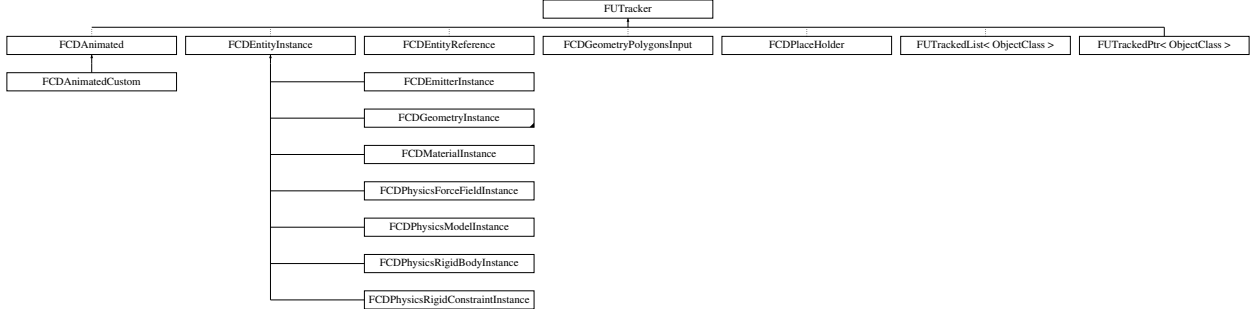 FUTracker
FCDAnimated
FCDEntityInstance
FCDEntityReference
FCDGeometryPolygonsInput
FCDPlaceHolder
FUTrackedList< ObjectClass >
FUTrackedPtr< ObjectClass >
FCDAnimatedCustom
FCDEmitterInstance
FCDGeometryInstance
FCDMaterialInstance
FCDPhysicsForceFieldInstance
FCDPhysicsModelInstance
FCDPhysicsRigidBodyInstance
FCDPhysicsRigidConstraintInstance